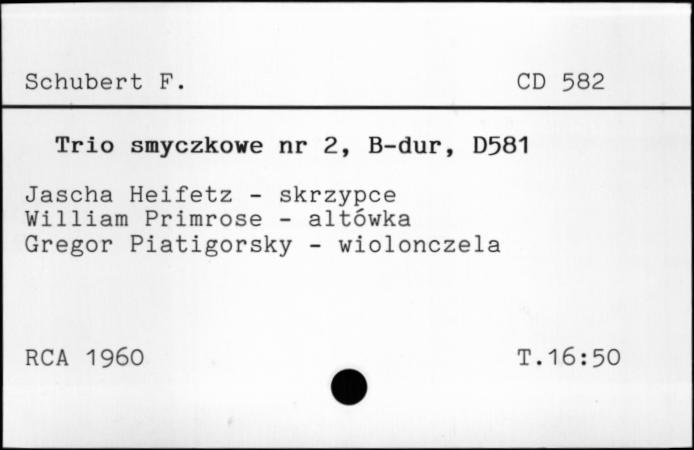 Schubert F. CD 582
Trio smyczkowe nr 2, B-dur, D581
Jascha Heifetz - skrzypce
William Primrose - altówka
Gregor Piatigorsky - wiolonczela
RCA 1960 T.16:50